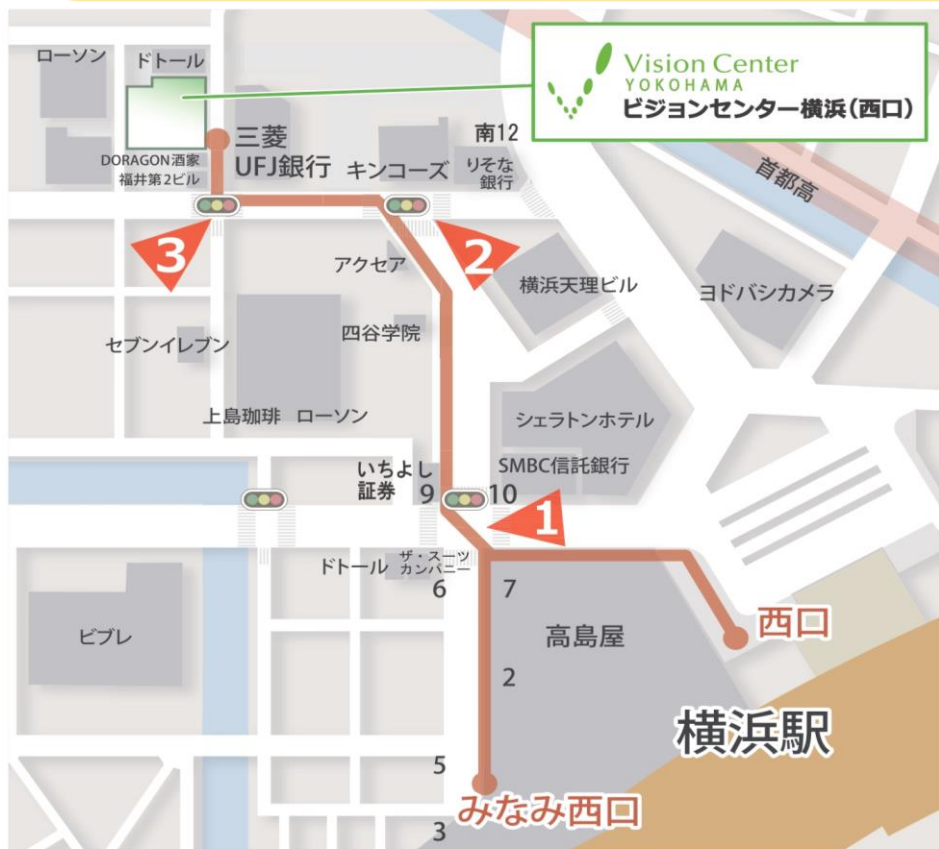 ローソン
ドトール
Vision Center
YOKOHAMA
ビジョンセンター横浜(西口)
三菱
UFJ銀行
キンコーズ
南12
りそな
銀行
首都高
DORAGON酒家
福井第2ビル
3
2
アクセア
横浜天理ビル
ヨドバシカメラ
四谷学院
セブンイレブン
上島珈琲 ローソン
シェラトンホテル
SMBC信託銀行
いちよし
証券
9
10
1
ドトール
ザ・スーツ
カンパニー
6
7
西口
ビブレ
高島屋
2
横浜駅
5
みなみ西口
3